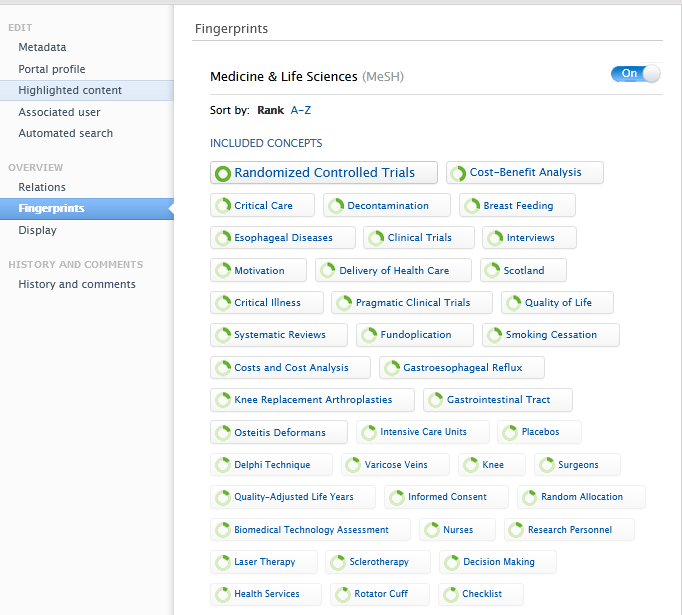 EDIT
Metadata
Portal profile
Highlighted content
Associated user
Automated search
OVERVIEW
Relations
Fingerprints
Display
HISTORY AND COMMENTS
History and comments
Fingerprints
Medicine & Life Sciences (MeSH) On
Sort by: Rank A-Z
INCLUDED CONCEPTS
Randomized Controlled Trials Cost-Benefit Analysis
Critical Care Decontamination Breast Feeding
Esophageal Diseases Clinical Trials Interviews
Motivation Delivery of Health Care Scotland
Critical Illness Pragmatic Clinical Trials Quality of Life
Systematic Reviews Fundoplication Smoking Cessation
Costs and Cost Analysis Gastroesophageal Reflux
Knee Replacement Arthroplasties Gastrointestinal Tract
Osteitis Deformans Intensive Care Units Placebos
Delphi Technique Varicose Veins Knee Surgeons
Quality-Adjusted Life Years Informed Consent Random Allocation
Biomedical Technology Assessment Nurses Research Personnel
Laser Therapy Sclerotherapy Decision Making
Health Services Rotator Cuff Checklist